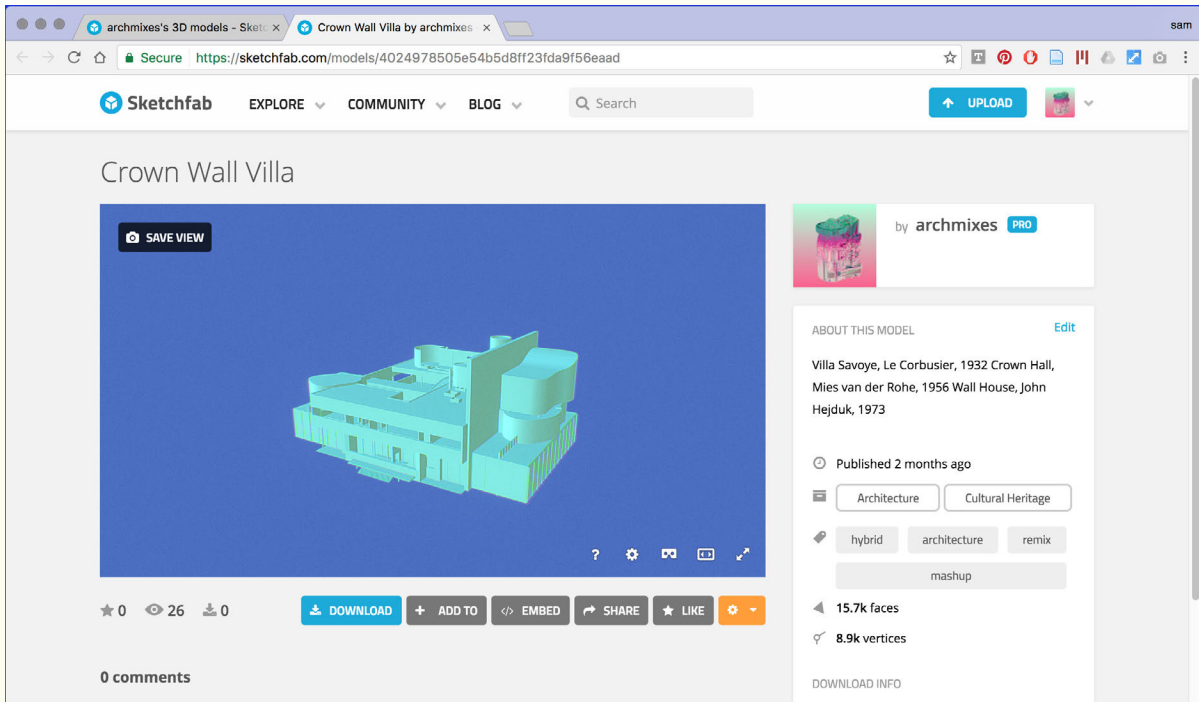 archmixes's 3D models - Sketc
Crown Wall Villa by archmixes
sam
Secure https://sketchfab.com/models/4024978505e54b5d8ff23fda9f56eaad
Sketchfab EXPLORE COMMUNITY BLOG Search UPLOAD
Crown Wall Villa
SAVE VIEW
by archmixes PRO
ABOUT THIS MODEL Edit
Villa Savoye, Le Corbusier, 1932 Crown Hall,
Mies van der Rohe, 1956 Wall House, John
Hejduk, 1973
Published 2 months ago
Architecture Cultural Heritage
hybrid architecture remix
mashup
15.7k faces
8.9k vertices
DOWNLOAD INFO
?
0 26 0 DOWNLOAD + ADD TO </> EMBED SHARE LIKE
0 comments